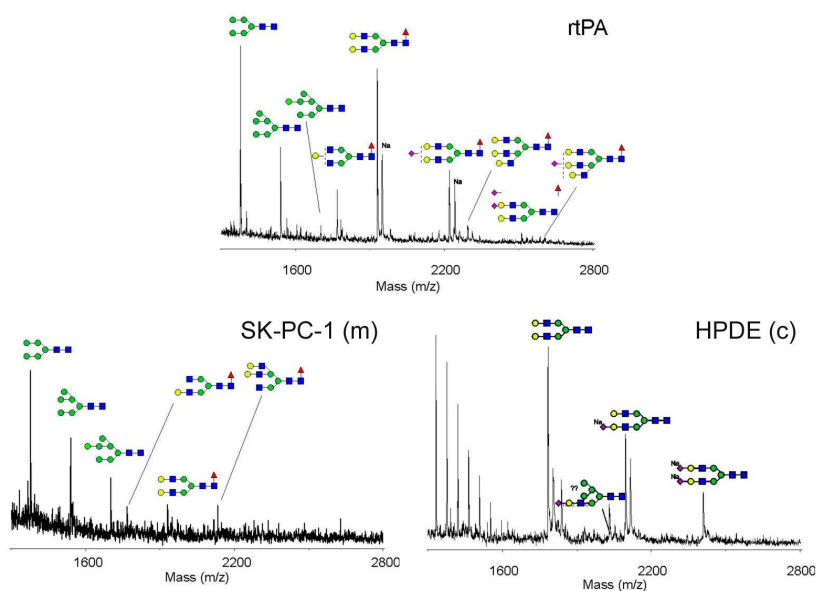 rtPA
Na
Na
1600
2200
2800
Mass (m/z)
SK-PC-1 (m)
1600
2200
2800
Mass (m/z)
HPDE (c)
Na
Na
Na
??
1600
2200
2800
Mass (m/z)